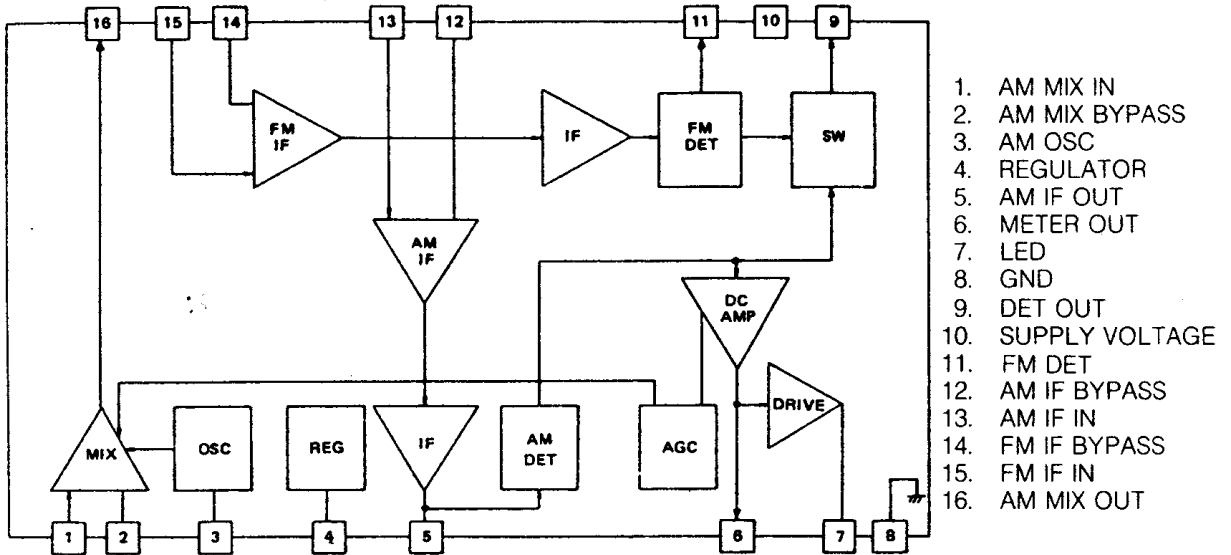 16 15 14 13 12 11 10 9
FM
IF
IF
FM
DET
SW
AM
IF
DC
AMP
DRIVE
MIX
OSC
REG
IF
AM
DET
AGC
1 2 3 4 5 6 7 8
1. AM MIX IN
2. AM MIX BYPASS
3. AM OSC
4. REGULATOR
5. AM IF OUT
6. METER OUT
7. LED
8. GND
9. DET OUT
10. SUPPLY VOLTAGE
11. FM DET
12. AM IF BYPASS
13. AM IF IN
14. FM IF BYPASS
15. FM IF IN
16. AM MIX OUT